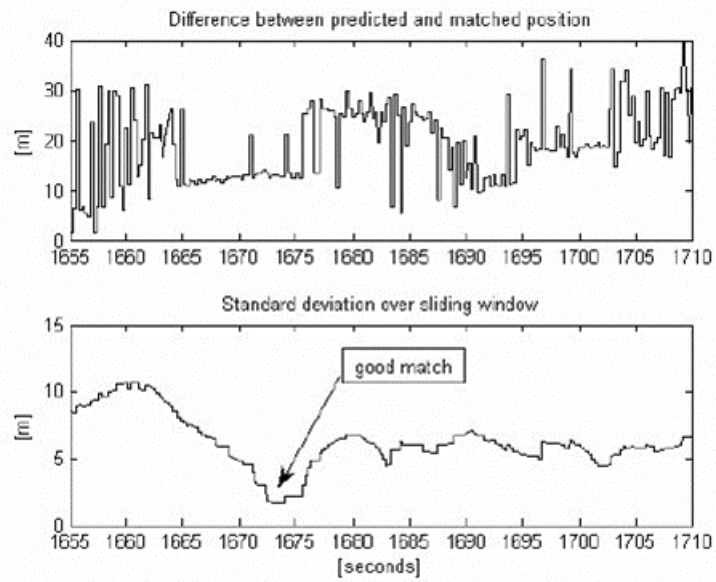 Difference between predicted and matched position
40
30
20
10
0
[m]
1655 1660 1665 1670 1675 1680 1685 1690 1695 1700 1705 1710
Standard deviation over sliding window
15
10
5
0
[m]
good match
1655 1660 1665 1670 1675 1680 1685 1690 1695 1700 1705 1710
[seconds]